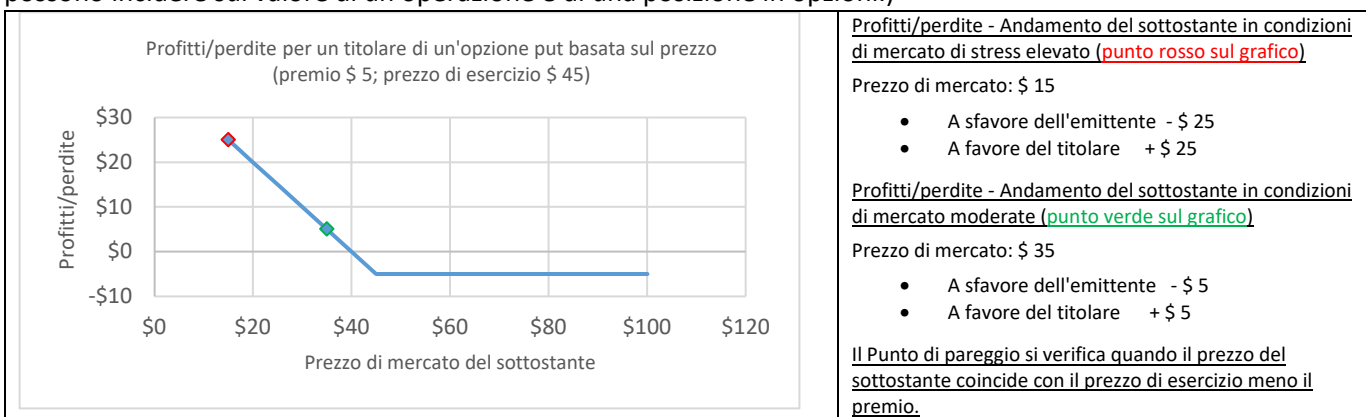 Profitti/perdite per un titolare di un'opzione put basata sul prezzo
(premio $ 5; prezzo di esercizio $ 45)
$30
$20
$10
$0
-$10
Profitti/perdite
$0 $20 $40 $60 $80 $100 $120
Prezzo di mercato del sottostante
Profitti/perdite - Andamento del sottostante in condizioni
di mercato di stress elevato (punto rosso sul grafico)
Prezzo di mercato: $ 15
• A sfavore dell'emittente - $ 25
• A favore del titolare + $ 25
Profitti/perdite - Andamento del sottostante in condizioni
di mercato moderate (punto verde sul grafico)
Prezzo di mercato: $ 35
• A sfavore dell'emittente - $ 5
• A favore del titolare + $ 5
Il Punto di pareggio si verifica quando il prezzo del
sottostante coincide con il prezzo di esercizio meno il
premio.